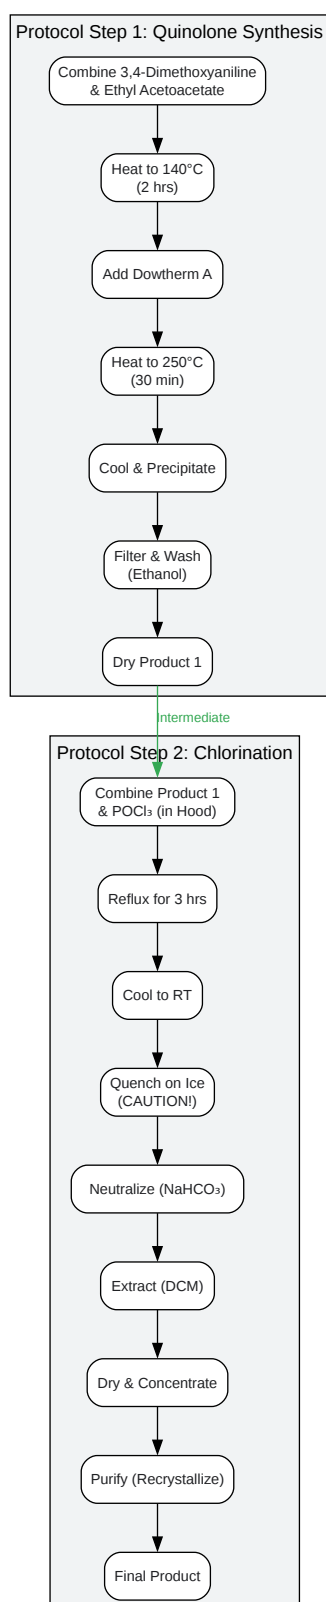 Protocol Step 1: Quinolone Synthesis
Combine 3,4-Dimethoxyaniline
& Ethyl Acetoacetate
Heat to 140°C
(2 hrs)
Add Dowtherm A
Heat to 250°C
(30 min)
Cool & Precipitate
Filter & Wash
(Ethanol)
Dry Product 1
Intermediate
Protocol Step 2: Chlorination
Combine Product 1
& POCl₃ (in Hood)
Reflux for 3 hrs
Cool to RT
Quench on Ice
(CAUTION!)
Neutralize (NaHCO₃)
Extract (DCM)
Dry & Concentrate
Purify (Recrystallize)
Final Product